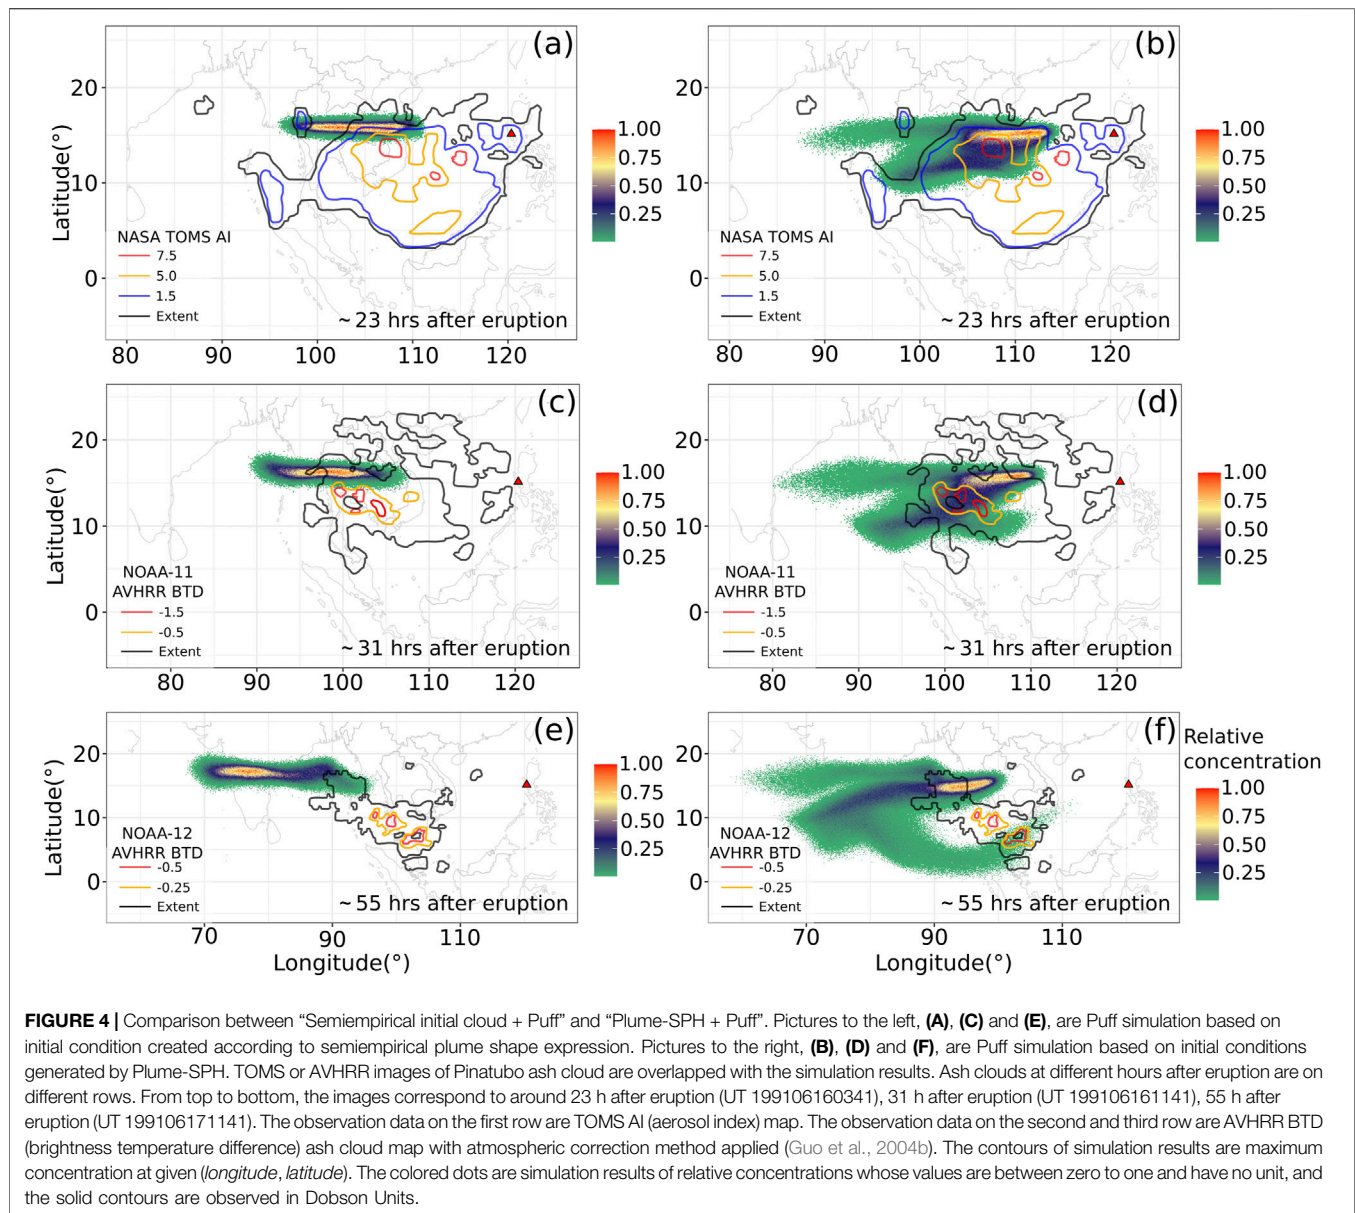 (a)
20
10
0
Latitude(°)
NASA TOMS AI
7.5
5.0
1.5
Extent
~ 23 hrs after eruption
80 90 100 110 120
1.00
0.75
0.50
0.25
(b)
20
10
0
NASA TOMS AI
7.5
5.0
1.5
Extent
~ 23 hrs after eruption
80 90 100 110 120
1.00
0.75
0.50
0.25
(c)
20
10
0
Latitude(°)
NOAA-11
AVHRR BTD
-1.5
-0.5
Extent
~ 31 hrs after eruption
80 90 100 110 120
1.00
0.75
0.50
0.25
(d)
20
10
0
NOAA-11
AVHRR BTD
-1.5
-0.5
Extent
~ 31 hrs after eruption
80 90 100 110 120
1.00
0.75
0.50
0.25
(e)
20
10
0
Latitude(°)
NOAA-12
AVHRR BTD
-0.5
-0.25
Extent
~ 55 hrs after eruption
70 90 110
Longitude(°)
1.00
0.75
0.50
0.25
(f)
20
10
0
NOAA-12
AVHRR BTD
-0.5
-0.25
Extent
~ 55 hrs after eruption
70 90 110
Longitude(°)
Relative
concentration
1.00
0.75
0.50
0.25
FIGURE 4 | Comparison between “Semiempirical initial cloud + Puff” and “Plume-SPH + Puff”. Pictures to the left, (A), (C) and (E), are Puff simulation based on
initial condition created according to semiempirical plume shape expression. Pictures to the right, (B), (D) and (F), are Puff simulation based on initial conditions
generated by Plume-SPH. TOMS or AVHRR images of Pinatubo ash cloud are overlapped with the simulation results. Ash clouds at different hours after eruption are on
different rows. From top to bottom, the images correspond to around 23 h after eruption (UT 199106160341), 31 h after eruption (UT 199106161141), 55 h after
eruption (UT 199106171141). The observation data on the first row are TOMS AI (aerosol index) map. The observation data on the second and third row are AVHRR BTD
(brightness temperature difference) ash cloud map with atmospheric correction method applied (Guo et al., 2004b). The contours of simulation results are maximum
concentration at given (longitude, latitude). The colored dots are simulation results of relative concentrations whose values are between zero to one and have no unit, and
the solid contours are observed in Dobson Units.